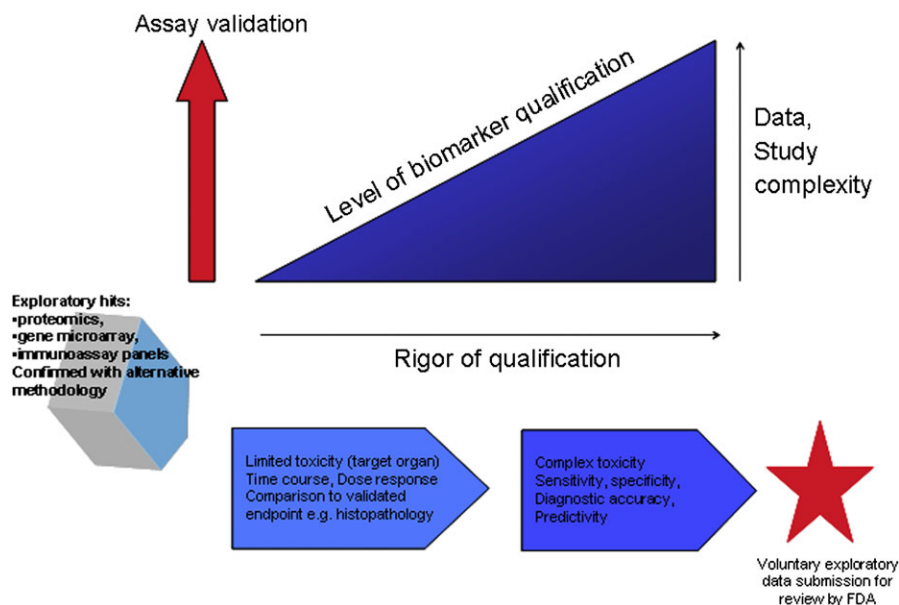 Assay validation
Level of biomarker qualification
Data,
Study
complexity
Exploratory hits:
▪proteomics,
▪gene microarray,
▪immunoassay panels
Confirmed with alternative
methodology
Rigor of qualification
Limited toxicity (target organ)
Time course, Dose response
Comparison to validated
endpoint e.g. histopathology
Complex toxicity
Sensitivity, specificity,
Diagnostic accuracy,
Predictivity
Voluntary exploratory
data submission for
review by FDA